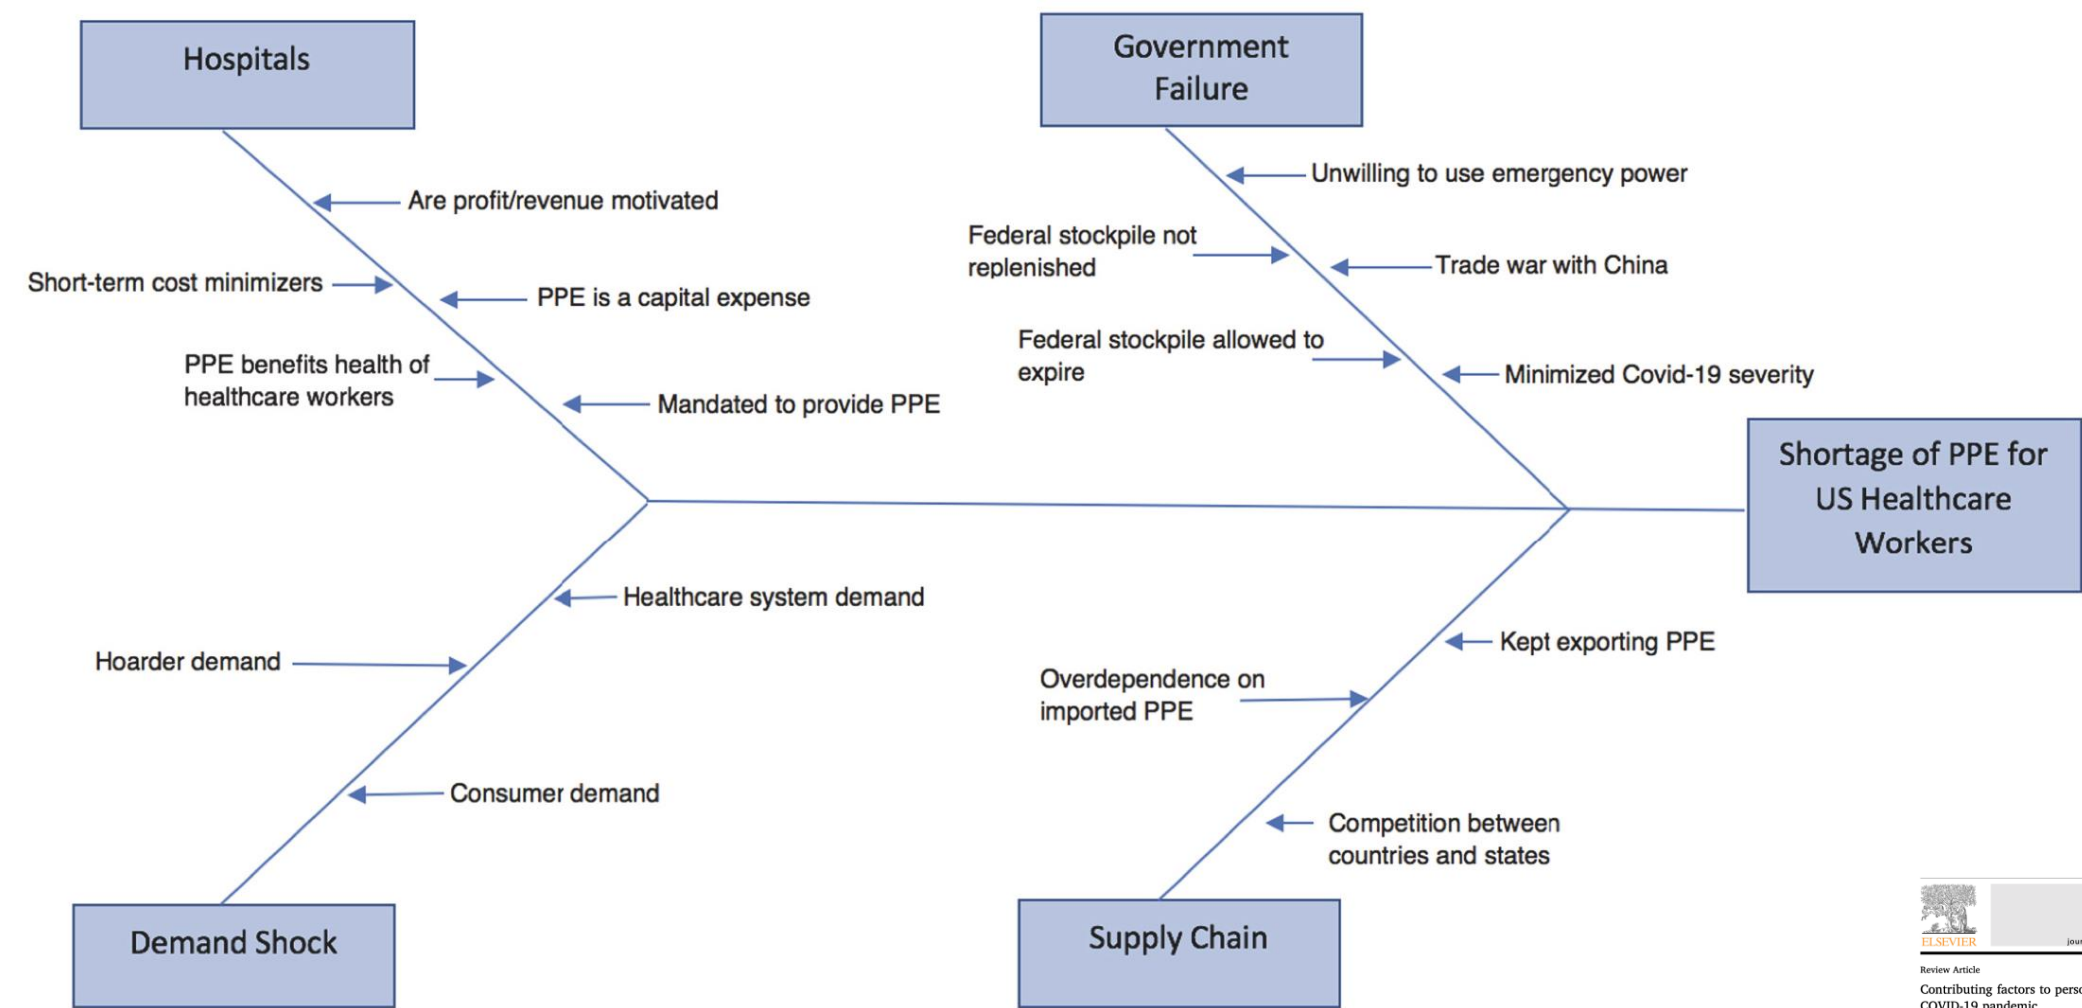 Hospitals
Government
Failure
Are profit/revenue motivated
Unwilling to use emergency power
Federal stockpile not
replenished
Trade war with China
Short-term cost minimizers
PPE is a capital expense
Federal stockpile allowed to
expire
PPE benefits health of
healthcare workers
Minimized Covid-19 severity
Mandated to provide PPE
Shortage of PPE for
US Healthcare
Workers
Healthcare system demand
Kept exporting PPE
Hoarder demand
Overdependence on
imported PPE
Consumer demand
Competition between
countries and states
Demand Shock
Supply Chain
ELSEVIER
Review Article
Contributing factors to
COVID-19 pandemic